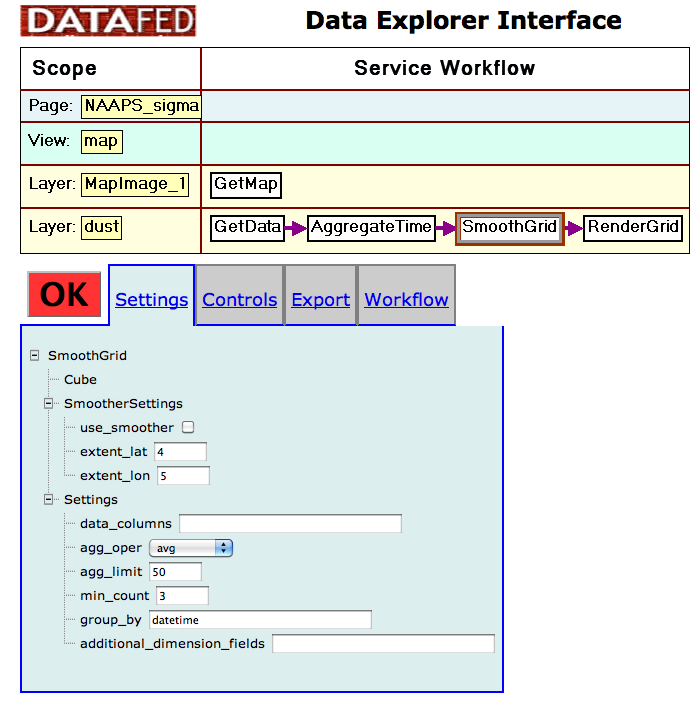 DATAFED Data Explorer Interface
Scope Service Workflow
Page: NAAPS_sigma
View: map
Layer: MapImage_1 GetMap
Layer: dust GetData AggregateTime SmoothGrid RenderGrid
OK Settings Controls Export Workflow
SmoothGrid
Cube
SmootherSettings
use_smoother
extent_lat 4
extent_lon 5
Settings
data_columns
agg_oper avg
agg_limit 50
min_count 3
group_by datetime
additional_dimension_fields